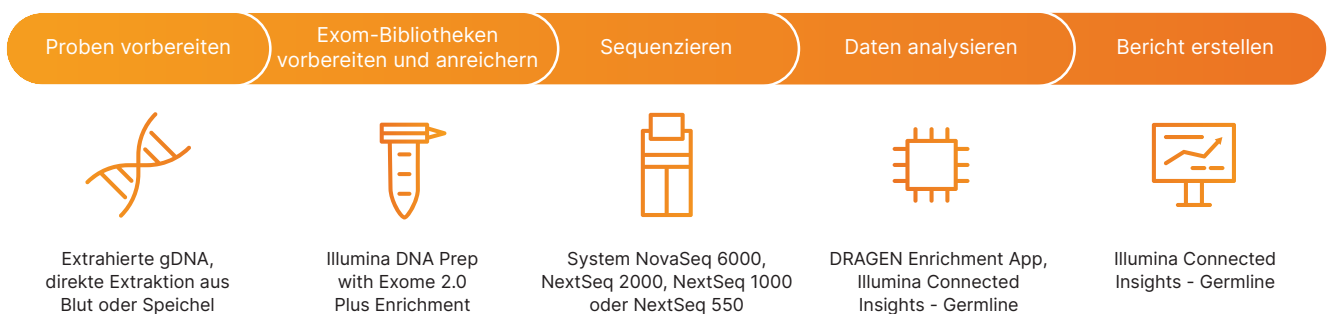 Proben vorbereiten
Exom-Bibliotheken
vorbereiten und anreichern
Sequenzieren
Daten analysieren
Bericht erstellen
Extrahierte gDNA,
direkte Extraktion aus
Blut oder Speichel
Illumina DNA Prep
with Exome 2.0
Plus Enrichment
System NovaSeq 6000,
NextSeq 2000, NextSeq 1000
oder NextSeq 550
DRAGEN Enrichment App,
Illumina Connected
Insights - Germline
Illumina Connected
Insights - Germline